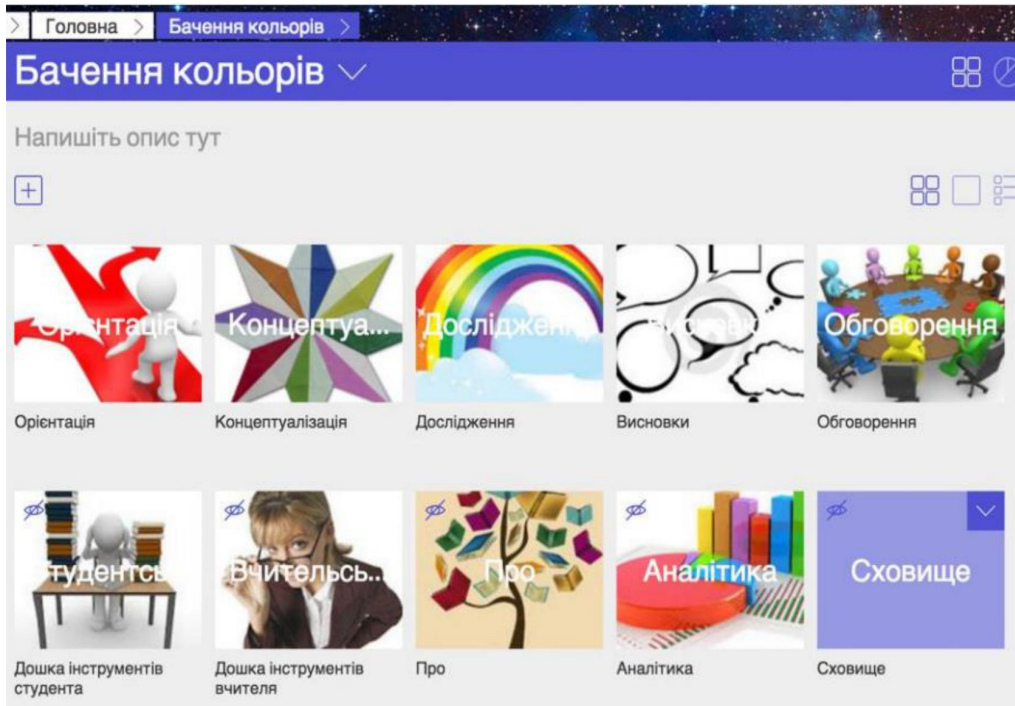 Головна
Бачення кольорів
Бачення кольорів
Напишіть опис тут
Орієнтація
Концептуа...
Дослідження
Висновки
Обговорення
Орієнтація
Концептуалізація
Дослідження
Висновки
Обговорення
Вчительсь...
Про
Аналітика
Сховище
Дошка інструментів
студента
Дошка інструментів
вчителя
Про
Аналітика
Сховище